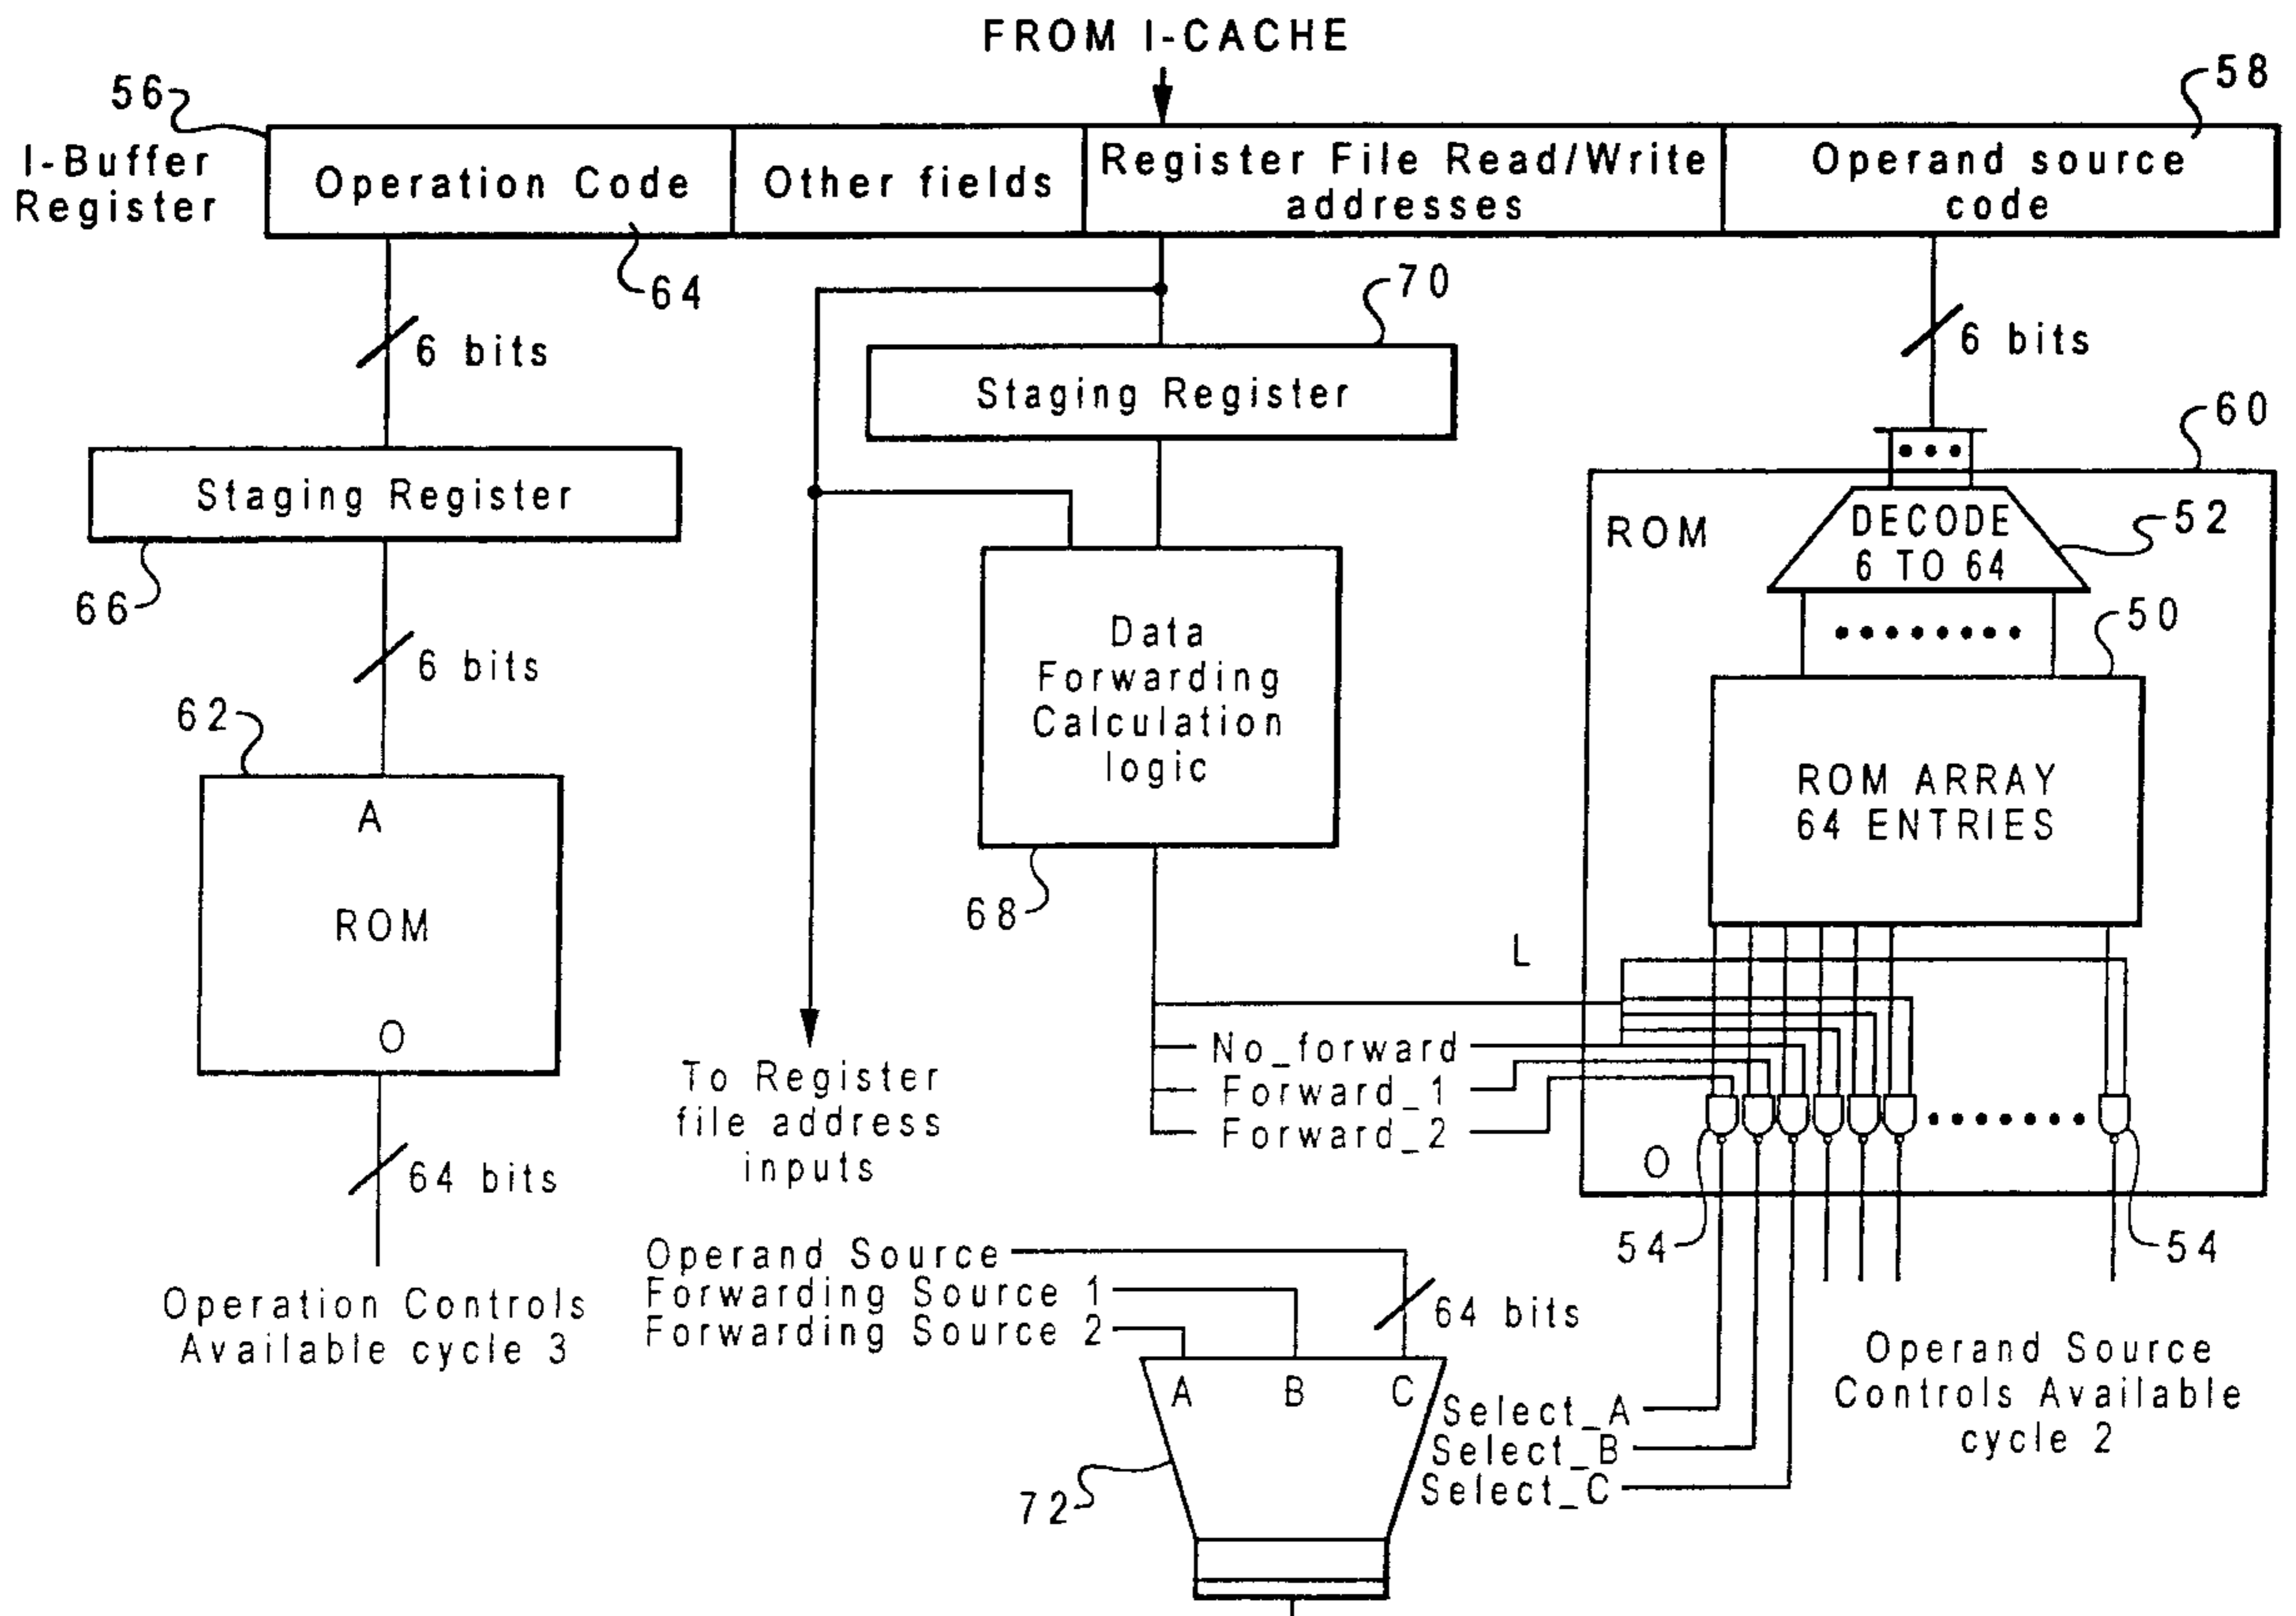 FROM I-CACHE
56
58
I-Buffer
Register
Operation Code
Other fields
Register File Read/Write
addresses
Operand source
code
64
70
6 bits
6 bits
Staging Register
60
Staging Register
ROM
DECODE
6 TO 64
52
66
50
6 bits
Data
Forwarding
Calculation
logic
62
A
ROM
O
ROM ARRAY
64 ENTRIES
68
L
No_forward
Forward_1
Forward_2
To Register
file address
inputs
O
64 bits
54
54
Operation Controls
Available cycle 3
Operand Source
Forwarding Source 1
Forwarding Source 2
64 bits
A B C
Select_A
Select_B
Select_C
Operand Source
Controls Available
cycle 2
72